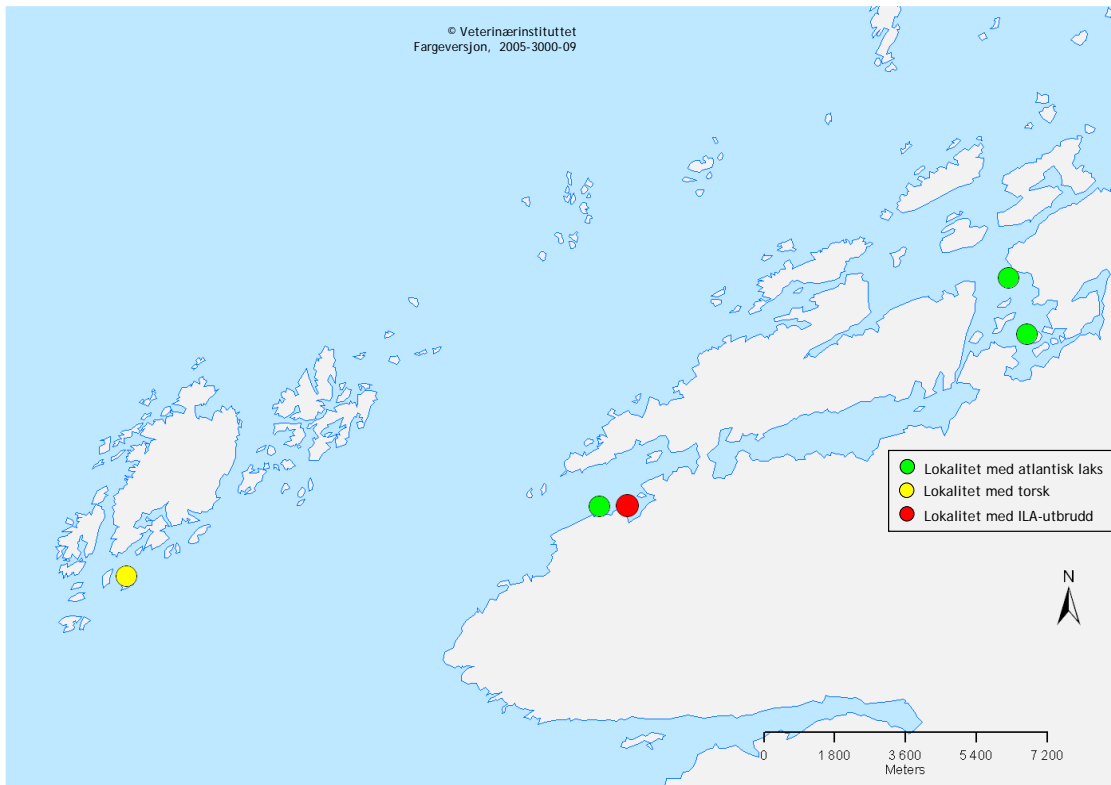 © Veterinærinstituttet
Fargeversjon, 2005-3000-09
Lokalitet med atlantisk laks
Lokalitet med torsk
Lokalitet med ILA-utbrudd
N
0 1 800 3 600 5 400 7 200
Meters